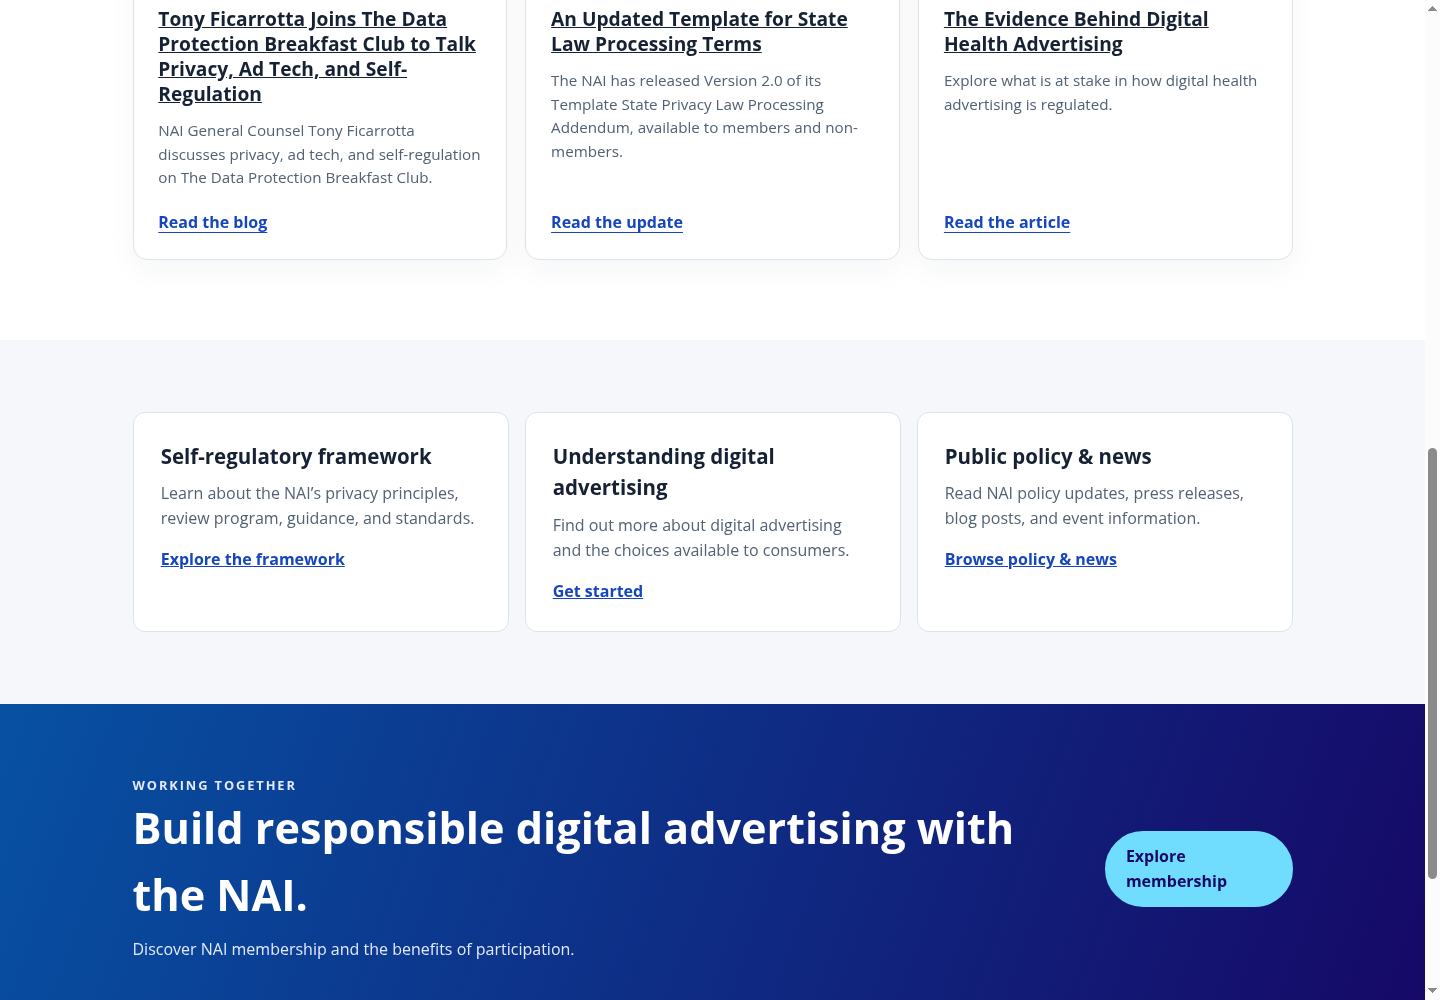 Tony Ficarrotta Joins The Data
Protection Breakfast Club to Talk
Privacy, Ad Tech, and Self-
Regulation
NAI General Counsel Tony Ficarrotta
discusses privacy, ad tech, and self-regulation
on The Data Protection Breakfast Club.
Read the blog
An Updated Template for State
Law Processing Terms
The NAI has released Version 2.0 of its
Template State Privacy Law Processing
Addendum, available to members and non-
members.
Read the update
The Evidence Behind Digital
Health Advertising
Explore what is at stake in how digital health
advertising is regulated.
Read the article
Self-regulatory framework
Learn about the NAI’s privacy principles,
review program, guidance, and standards.
Explore the framework
Understanding digital
advertising
Find out more about digital advertising
and the choices available to consumers.
Get started
Public policy & news
Read NAI policy updates, press releases,
blog posts, and event information.
Browse policy & news
WORKING TOGETHER
Build responsible digital advertising with
the NAI.
Discover NAI membership and the benefits of participation.
Explore
membership